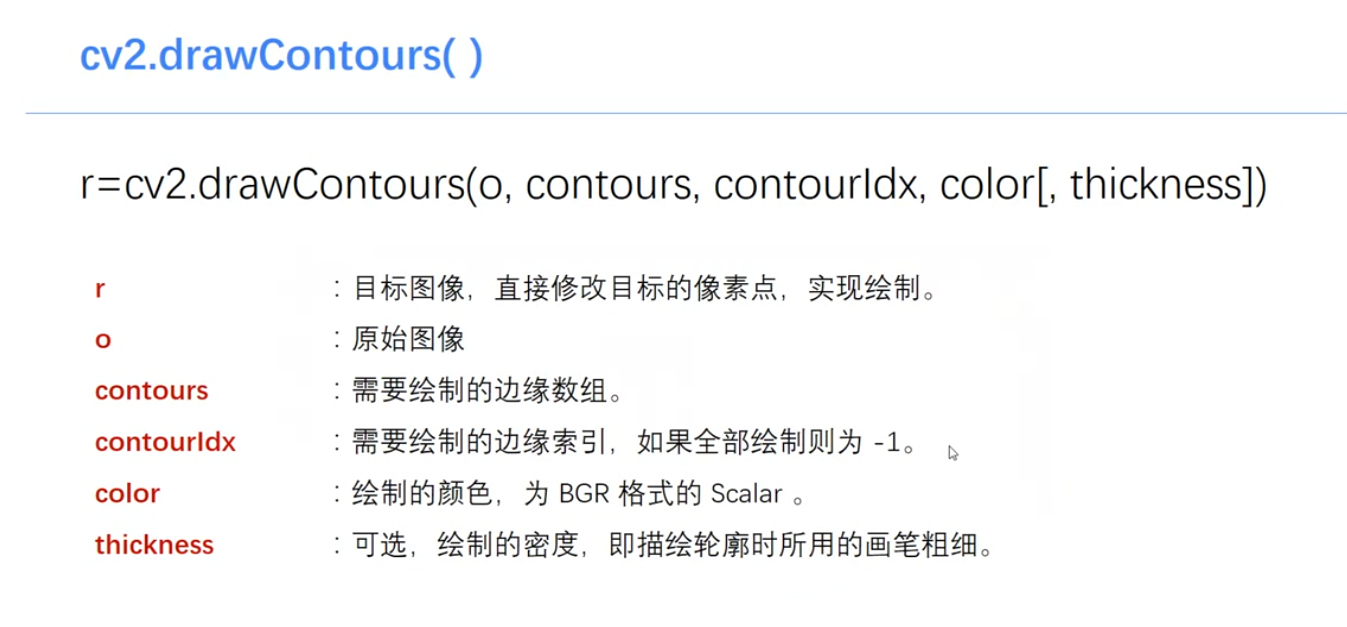 cv2.drawContours( )
r=cv2.drawContours(o, contours, contourIdx, color[, thickness])
r : 目标图像，直接修改目标的像素点，实现绘制。
o : 原始图像
contours : 需要绘制的边缘数组。
contourIdx : 需要绘制的边缘索引，如果全部绘制则为 -1。
color : 绘制的颜色，为 BGR 格式的 Scalar 。
thickness : 可选，绘制的密度，即描绘轮廓时所用的画笔粗细。